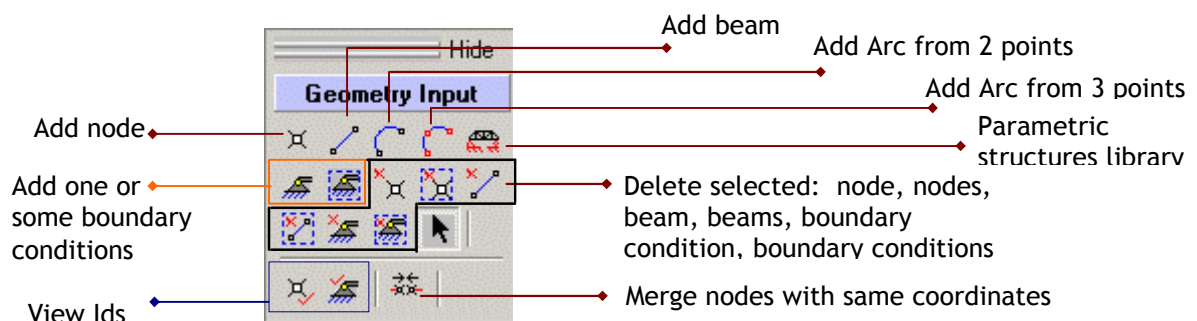 Add beam
Hide
Add Arc from 2 points
Geometry Input
Add Arc from 3 points
Add node
Parametric
structures library
Add one or
some boundary
conditions
Delete selected:  node, nodes,
beam, beams, boundary
condition, boundary conditions
View Ids
Merge nodes with same coordinates